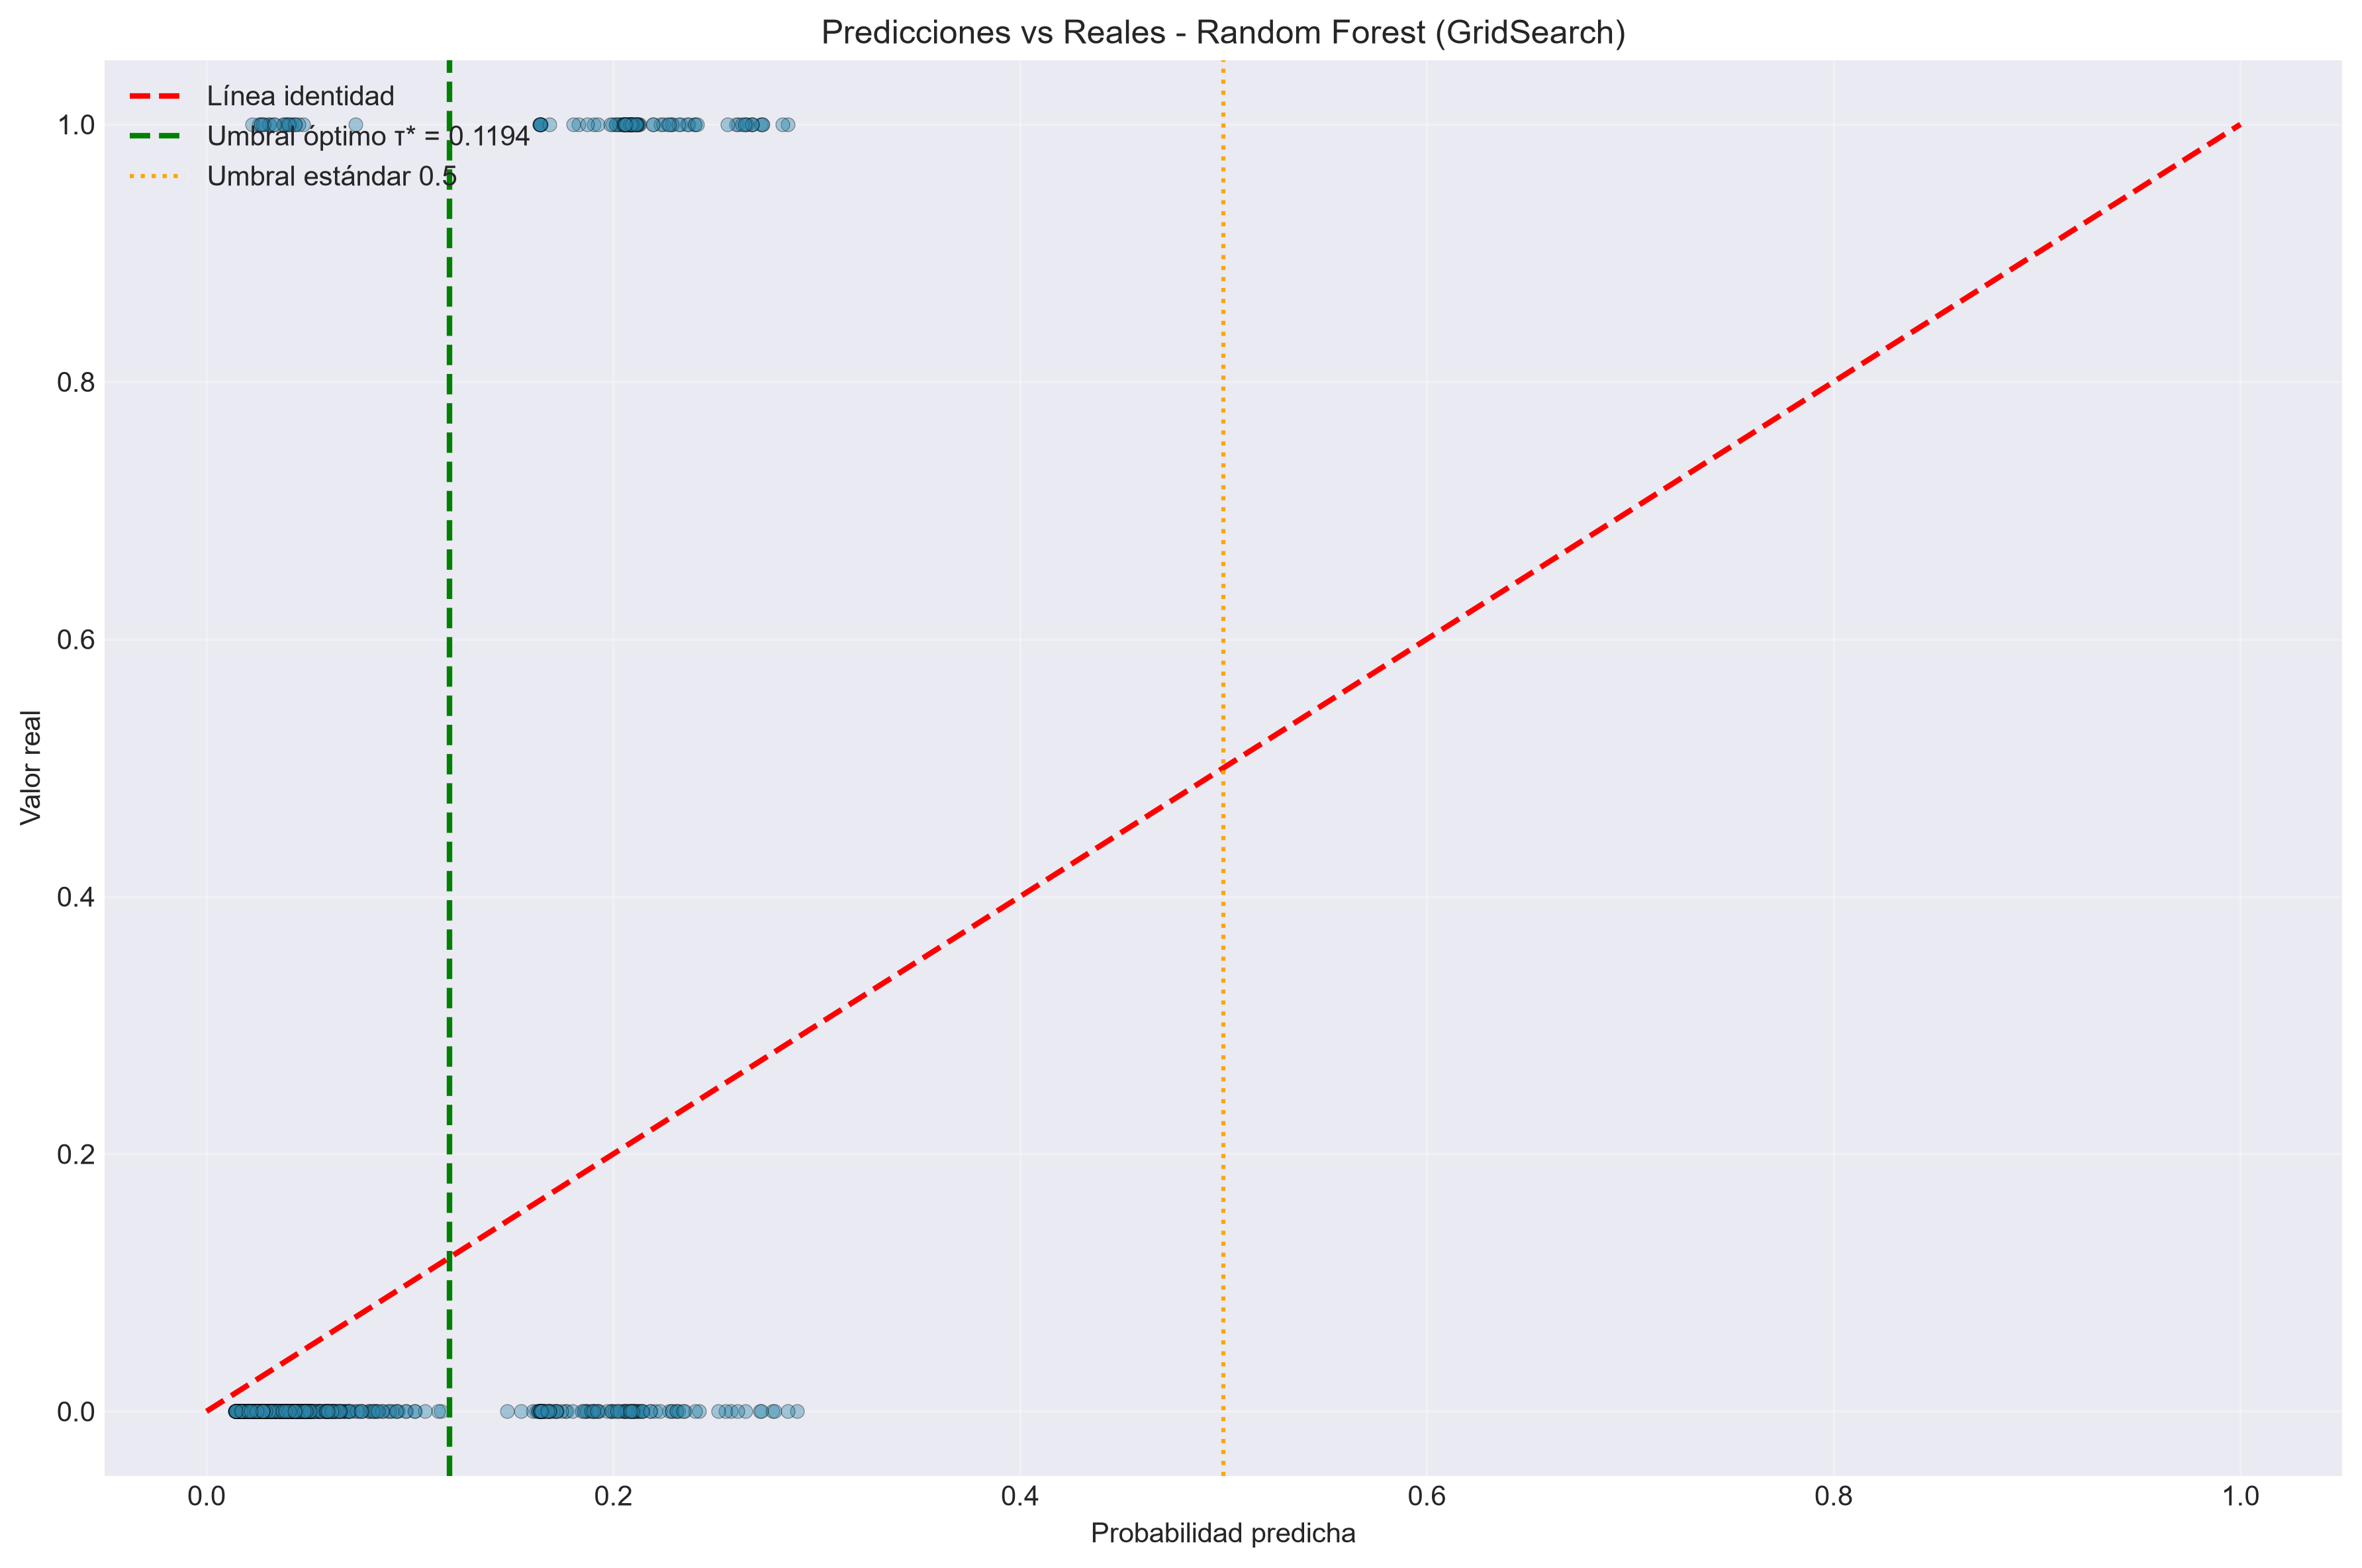 Predicciones vs Reales - Random Forest (GridSearch)
Línea identidad
Umbral óptimo τ* = 0.1194
Umbral estándar 0.5
1.0
0.8
0.6
0.4
0.2
0.0
Valor real
0.0 0.2 0.4 0.6 0.8 1.0
Probabilidad predicha